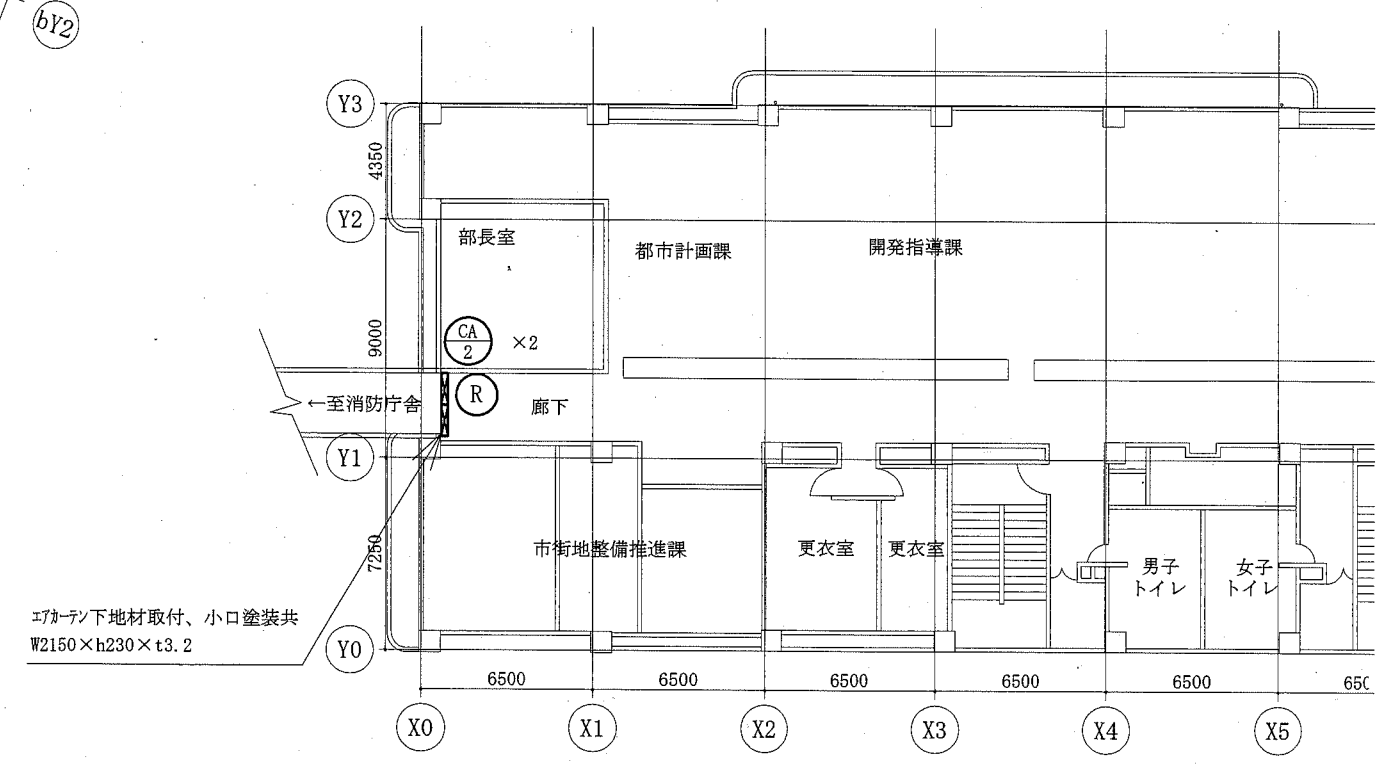 bY2
Y3
4350
Y2
部長室
都市計画課
開発指導課
9000
CA
2
×2
R
←至消防庁舎
廊下
Y1
7250
市街地整備推進課
更衣室
更衣室
男子
トイレ
女子
トイレ
エアカーテン下地材取付、小口塗装共
W2150×h230×t3.2
Y0
6500
6500
6500
6500
6500
X0
X1
X2
X3
X4
X5